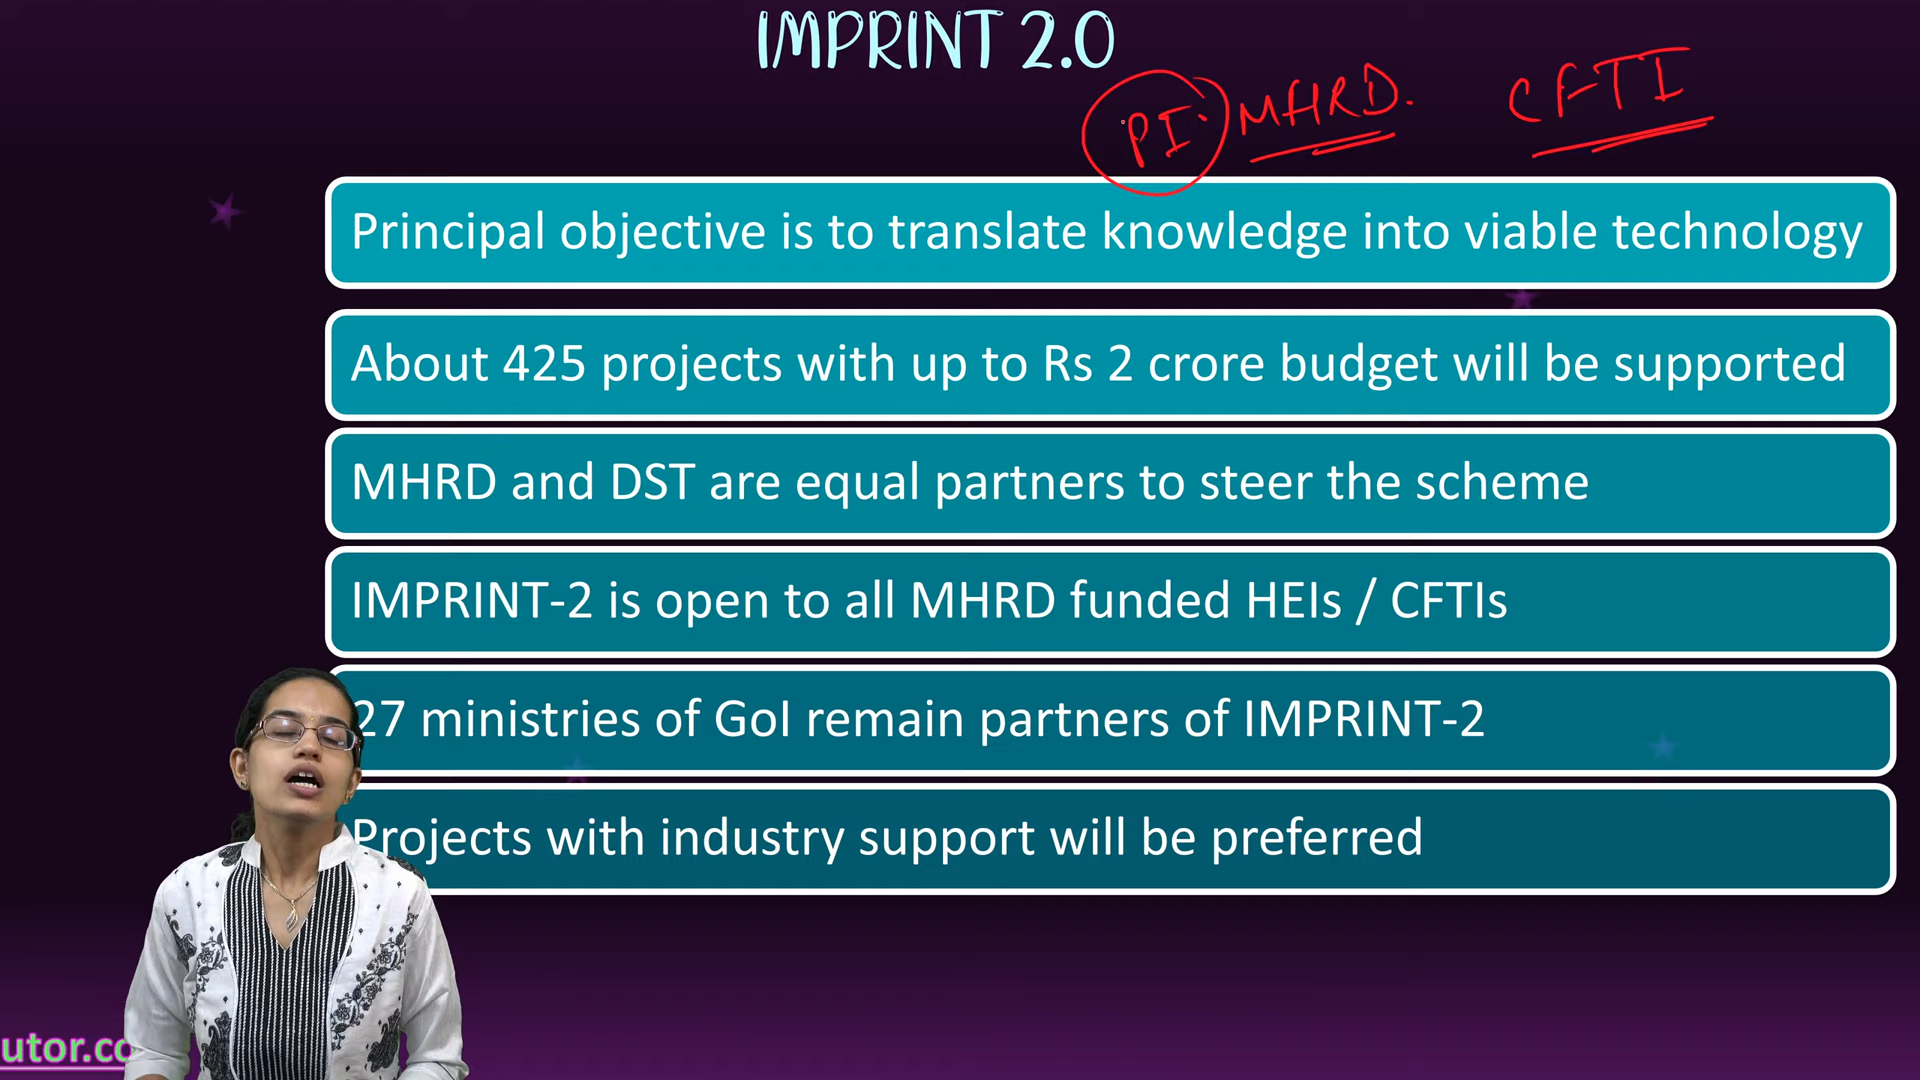 IMPRINT 2.0
PI. MHRD. CFTI
Principal objective is to translate knowledge into viable technology
About 425 projects with up to Rs 2 crore budget will be supported
MHRD and DST are equal partners to steer the scheme
IMPRINT-2 is open to all MHRD funded HEIs / CFTIs
27 ministries of GoI remain partners of IMPRINT-2
Projects with industry support will be preferred
utor.co